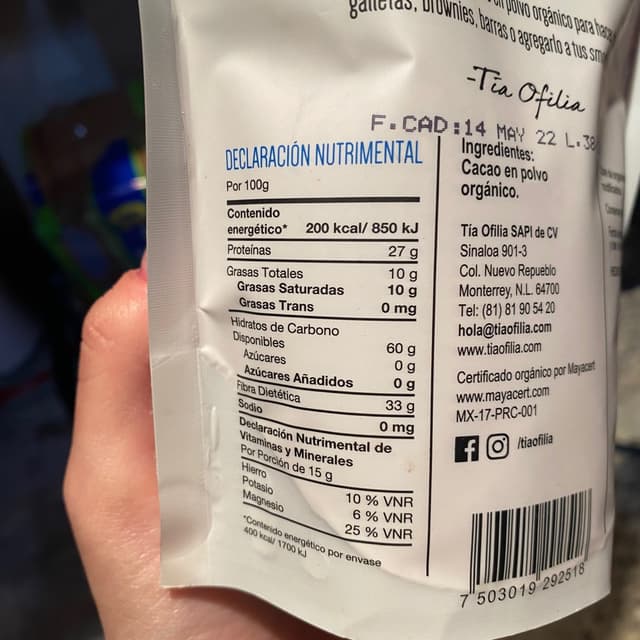 polvo orgánico para
galletas, brownies, barras o agregarlo a tus
-Tía Ofilia
F.CAD:14 MAY 22 L.38
DECLARACIÓN NUTRIMENTAL
Por 100g
Contenido
energético* 200 kcal/ 850 kJ
Proteínas 27 g
Grasas Totales 10 g
Grasas Saturadas 10 g
Grasas Trans 0 mg
Hidratos de Carbono
Disponibles 60 g
Azúcares 0 g
Azúcares Añadidos 0 g
Fibra Dietética 33 g
Sodio 0 mg
Declaración Nutrimental de
Vitaminas y Minerales
Por Porción de 15 g
Hierro 10 % VNR
Potasio 6 % VNR
Magnesio 25 % VNR
*Contenido energético por envase
400 kcal/ 1700 kJ
Ingredientes:
Cacao en polvo
orgánico.
Tía Ofilia SAPI de CV
Sinaloa 901-3
Col. Nuevo Repueblo
Monterrey, N.L. 64700
Tel: (81) 81 90 54 20
hola@tiaofilia.com
www.tiaofilia.com
Certificado orgánico por Mayacert
www.mayacert.com
MX-17-PRC-001
/tiaofilia
7 503019 292518